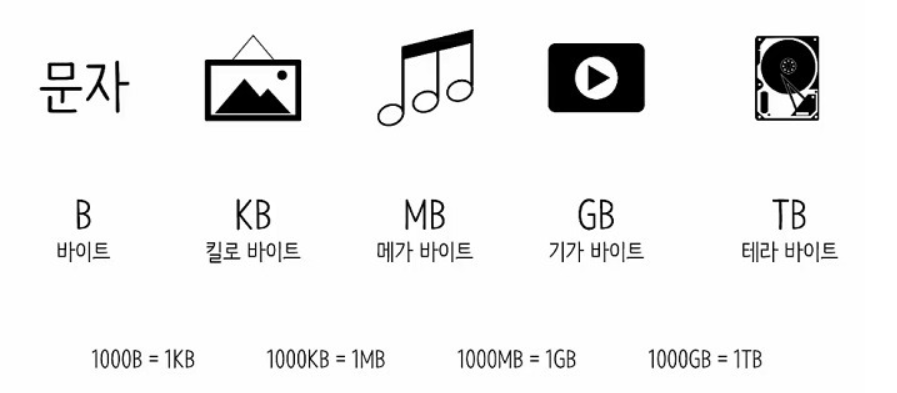 문자
B KB MB GB TB
바이트 킬로 바이트 메가 바이트 기가 바이트 테라 바이트
1000B = 1KB 1000KB = 1MB 1000MB = 1GB 1000GB = 1TB